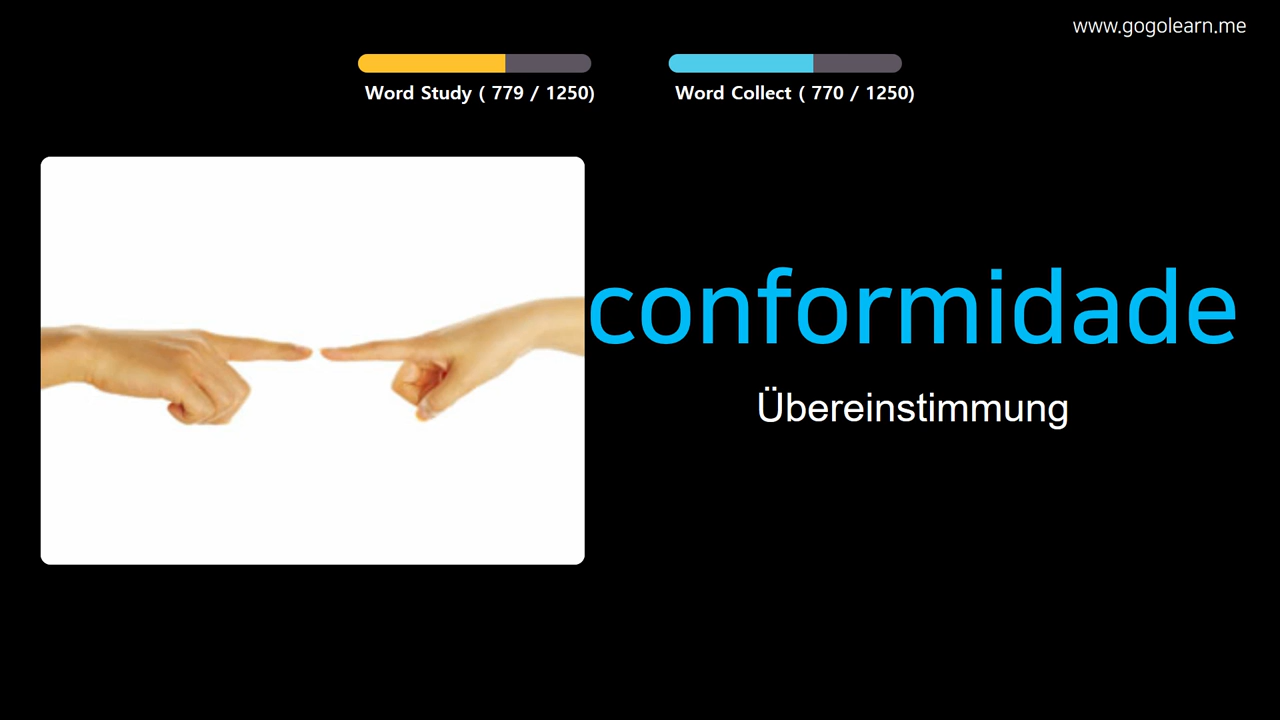 www.gogolearn.me
Word Study ( 779 / 1250)
Word Collect ( 770 / 1250)
conformidade
Übereinstimmung